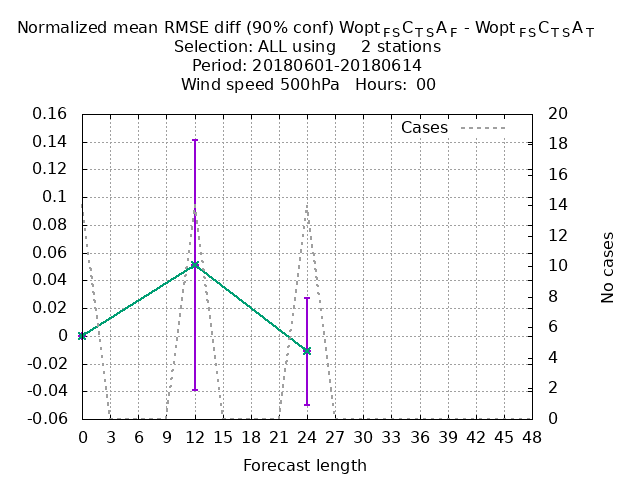 Normalized mean RMSE diff (90% conf) Wopt FS C TS A F - Wopt FS C TS A T
Selection: ALL using 2 stations
Period: 20180601-20180614
Wind speed 500hPa Hours: 00
Cases
0.16
0.14
0.12
0.1
0.08
0.06
0.04
0.02
0
-0.02
-0.04
-0.06
20
18
16
14
12
10
8
6
4
2
0
No cases
0 3 6 9 12 15 18 21 24 27 30 33 36 39 42 45 48
Forecast length